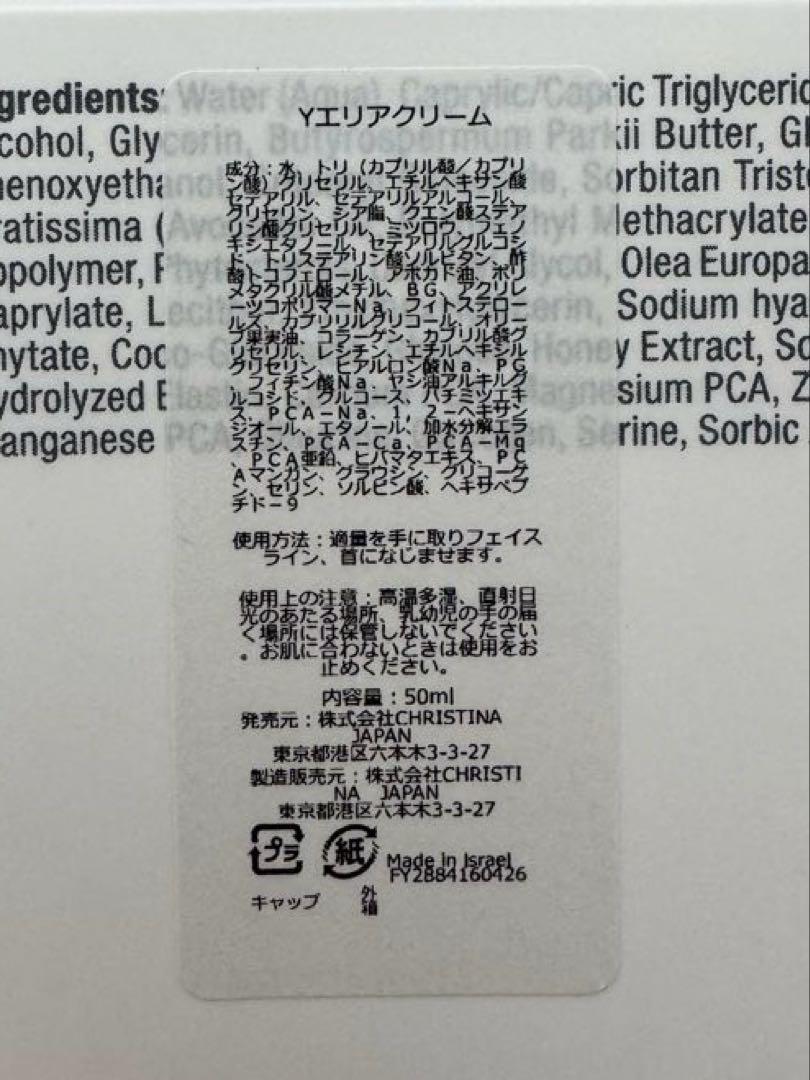 gredients: Water (Aqua), Caprylic/Capric Triglyceric
cohol, Glycerin, Butyrospermum Parkii Butter, Gl
henoxyethanol, Sorbitan Trist
ratissima (Avoc Methyl Methacrylate
opolymer, Phyt Glycol, Olea Europa
aprylate, Lecit erin, Sodium hya
hytate, Coco-G Honey Extract, So
ydrolyzed Elast Magnesium PCA, Z
anganese PCA, Serine, Sorbic
Yエリアクリーム
成分：水、トリ（カプリル酸／カプリ
ン酸）グリセリル、エチルヘキサン酸
セテアリル、セテアリルアルコール、
グリセリン、シア脂、クエン酸ステア
リン酸グリセリル、ミツロウ、フェノ
キシエタノニル、セテアリルグルコシ
ド、トリステアリン酸ソルビタン、酢
酸トコフェロール、アボカド油、ポリ
メタクリル酸メチル、BG、アクリレ
ーツコポリマーNa、フィトステロー
ルズ、カプリリルグリコール、オリー
ブ果実油、コラーゲン、カプリル酸グ
リセリル、レシチン、エチルヘキシル
グリセリン、ヒアルロン酸Na、PG
、フィチン酸Na、ヤシ油アルキルグ
ルコシド、グルコース、ハチミツエキ
ス、PCA－Na、1，2－ヘキサン
ジオール、エタノール、加水分解エラ
スチン、PCA－Ca、PCA－Mg
、PCA亜鉛、ヒバマタエキス、PC
Aマンガン、グラウシン、グリコーゲ
ン、セリン、ソルビン酸、ヘキサペプ
チド－9
使用方法：適量を手に取りフェイス
ライン、首になじませます。
使用上の注意：高温多湿、直射日
光のあたる場所、乳幼児の手の届
く場所には保管しないでください
。お肌に合わないときは使用をお
止めください。
内容量：50ml
発売元：株式会社CHRISTINA
JAPAN
東京都港区六本木3-3-27
製造販売元：株式会社CHRISTI
NA JAPAN
東京都港区六本木3-3-27
プラ 紙 Made in Israel
FY2884160426
キャップ 外
箱